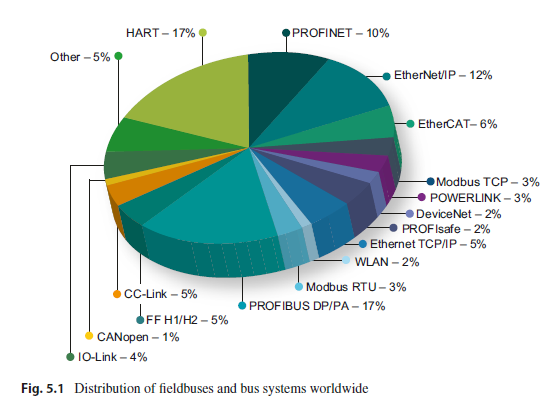 HART – 17%
PROFINET – 10%
Other – 5%
EtherNet/IP – 12%
EtherCAT– 6%
Modbus TCP – 3%
POWERLINK – 3%
DeviceNet – 2%
PROFIsafe – 2%
Ethernet TCP/IP – 5%
WLAN – 2%
Modbus RTU – 3%
CC-Link – 5%
PROFIBUS DP/PA – 17%
FF H1/H2 – 5%
CANopen – 1%
IO-Link – 4%
Fig. 5.1 Distribution of fieldbuses and bus systems worldwide